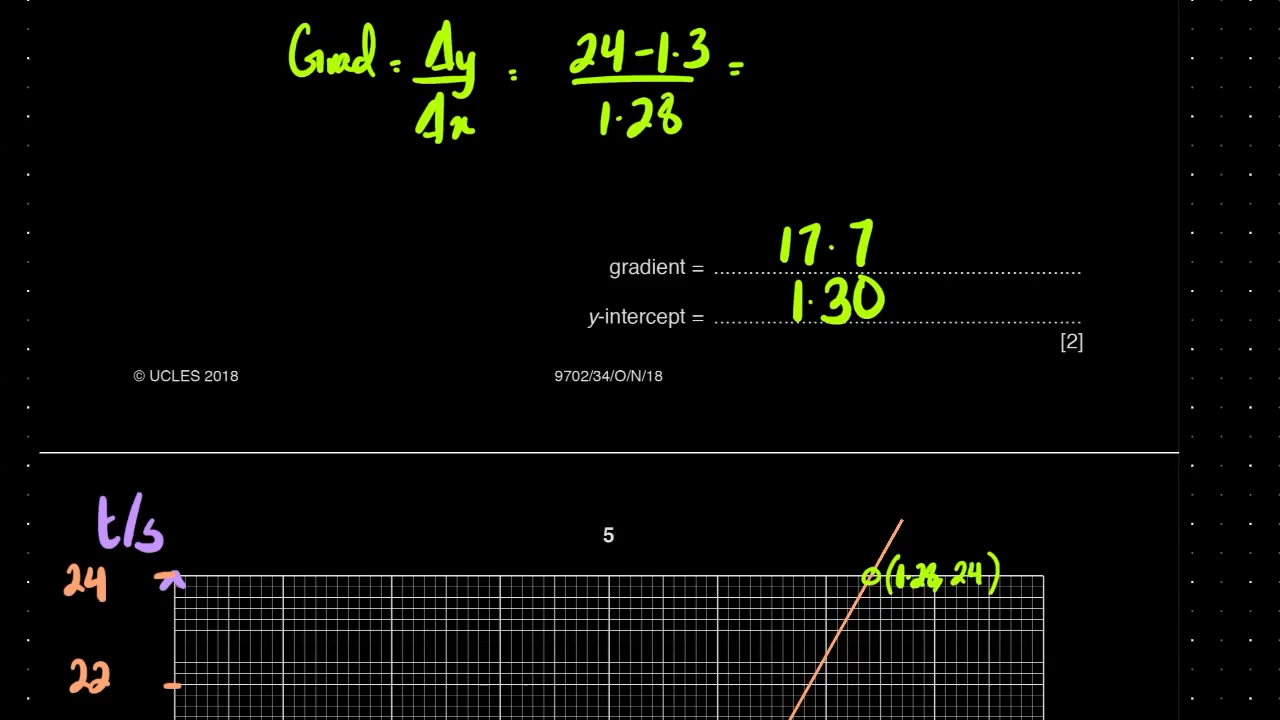 Grad = Δy/Δx = 24-1.3/1.28 =
gradient = 17.7
y-intercept = 1.30
[2]
© UCLES 2018 9702/34/O/N/18
t/s
5
24 (1.28, 24)
22